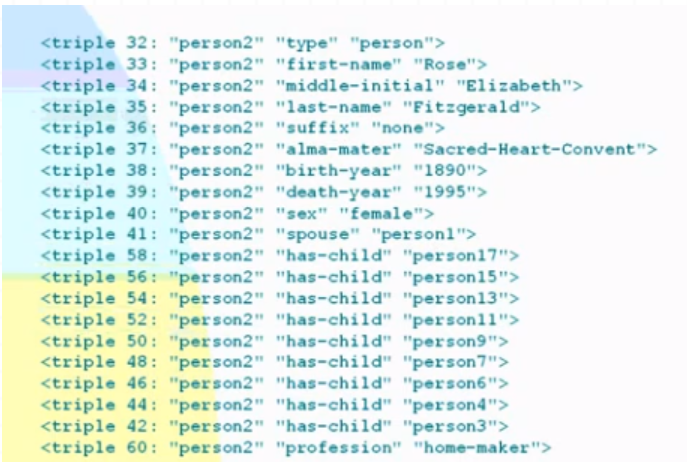 <triple 32: "person2" "type" "person">
<triple 33: "person2" "first-name" "Rose">
<triple 34: "person2" "middle-initial" "Elizabeth">
<triple 35: "person2" "last-name" "Fitzgerald">
<triple 36: "person2" "suffix" "none">
<triple 37: "person2" "alma-mater" "Sacred-Heart-Convent">
<triple 38: "person2" "birth-year" "1890">
<triple 39: "person2" "death-year" "1995">
<triple 40: "person2" "sex" "female">
<triple 41: "person2" "spouse" "person1">
<triple 58: "person2" "has-child" "person17">
<triple 56: "person2" "has-child" "person15">
<triple 54: "person2" "has-child" "person13">
<triple 52: "person2" "has-child" "person11">
<triple 50: "person2" "has-child" "person9">
<triple 48: "person2" "has-child" "person7">
<triple 46: "person2" "has-child" "person6">
<triple 44: "person2" "has-child" "person4">
<triple 42: "person2" "has-child" "person3">
<triple 60: "person2" "profession" "home-maker">